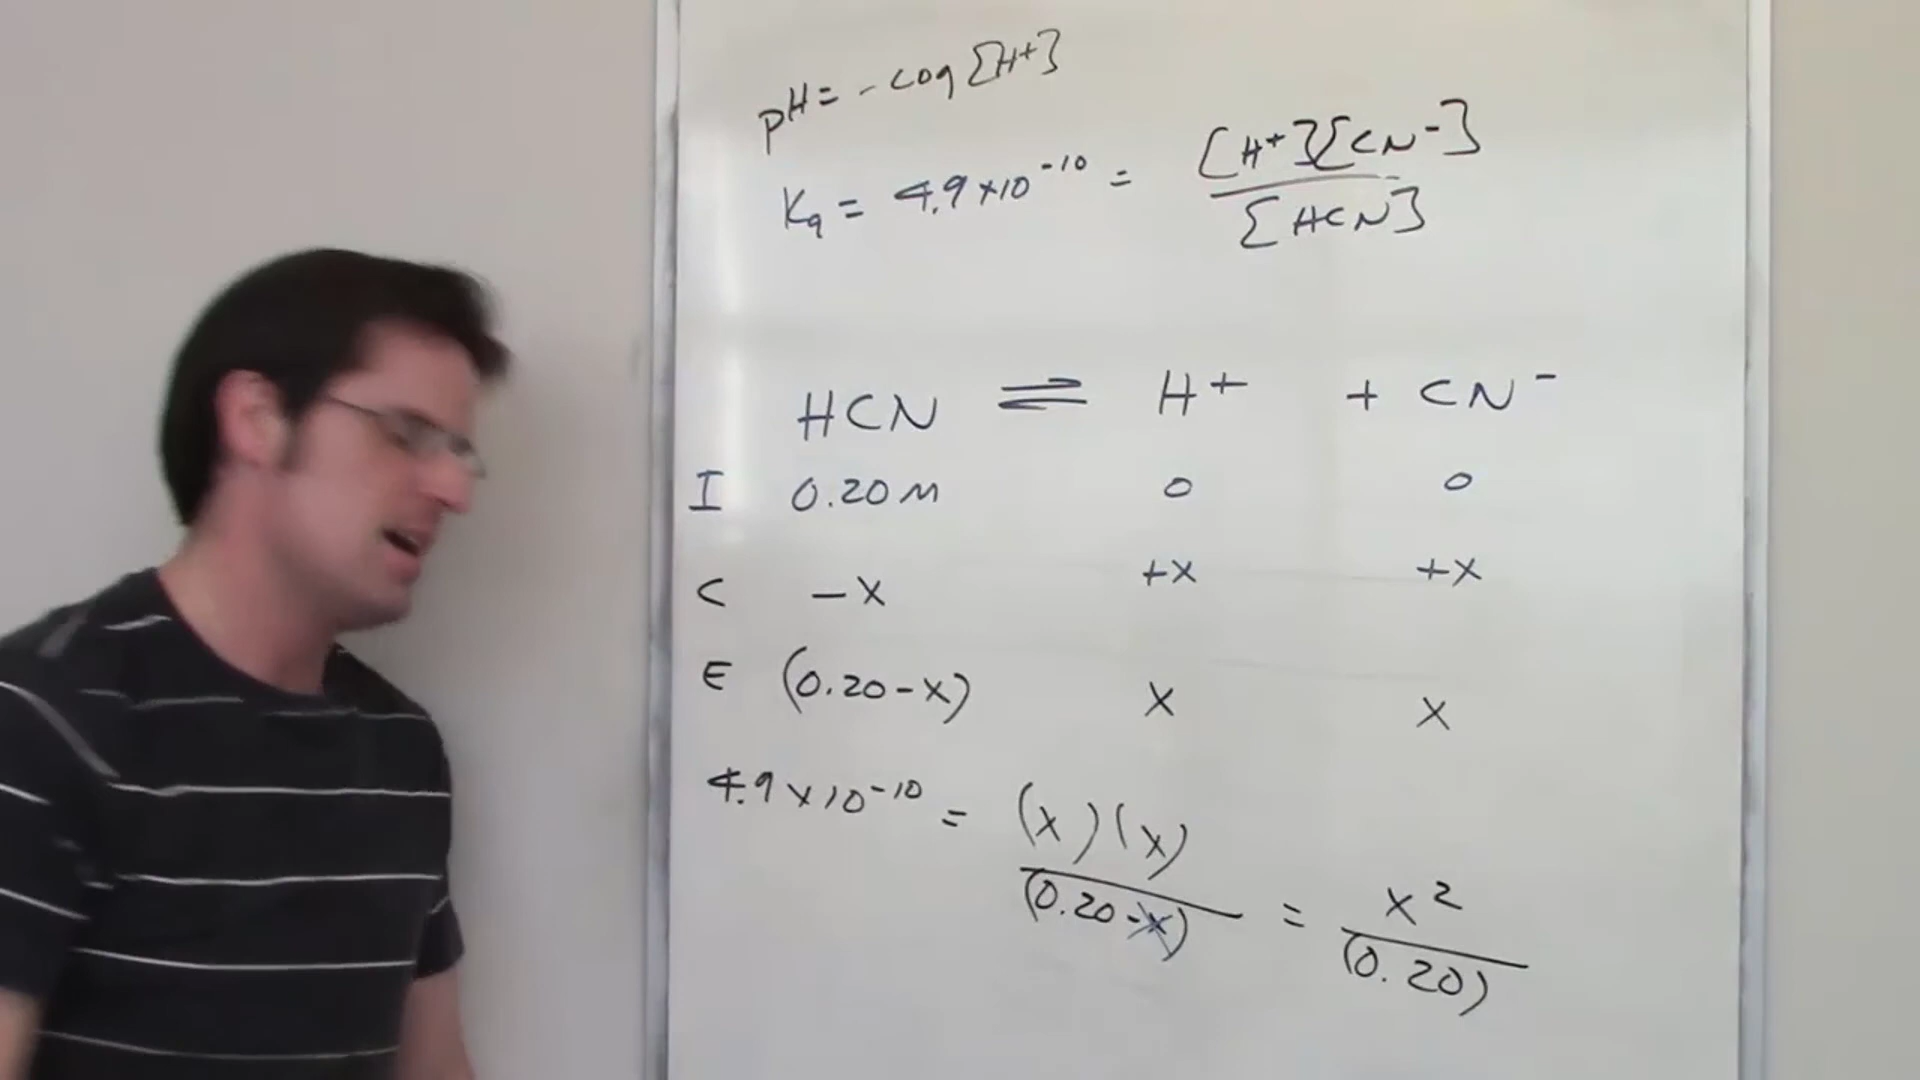 pH = -log [H+]
Ka = 4.9 x 10^-10 = [H+][CN-] / [HCN]
HCN ⇌ H+ + CN-
I 0.20 M 0 0
C -x +x +x
E (0.20-x) x x
4.9 x 10^-10 = (x)(x) / (0.20-x) = x^2 / (0.20)